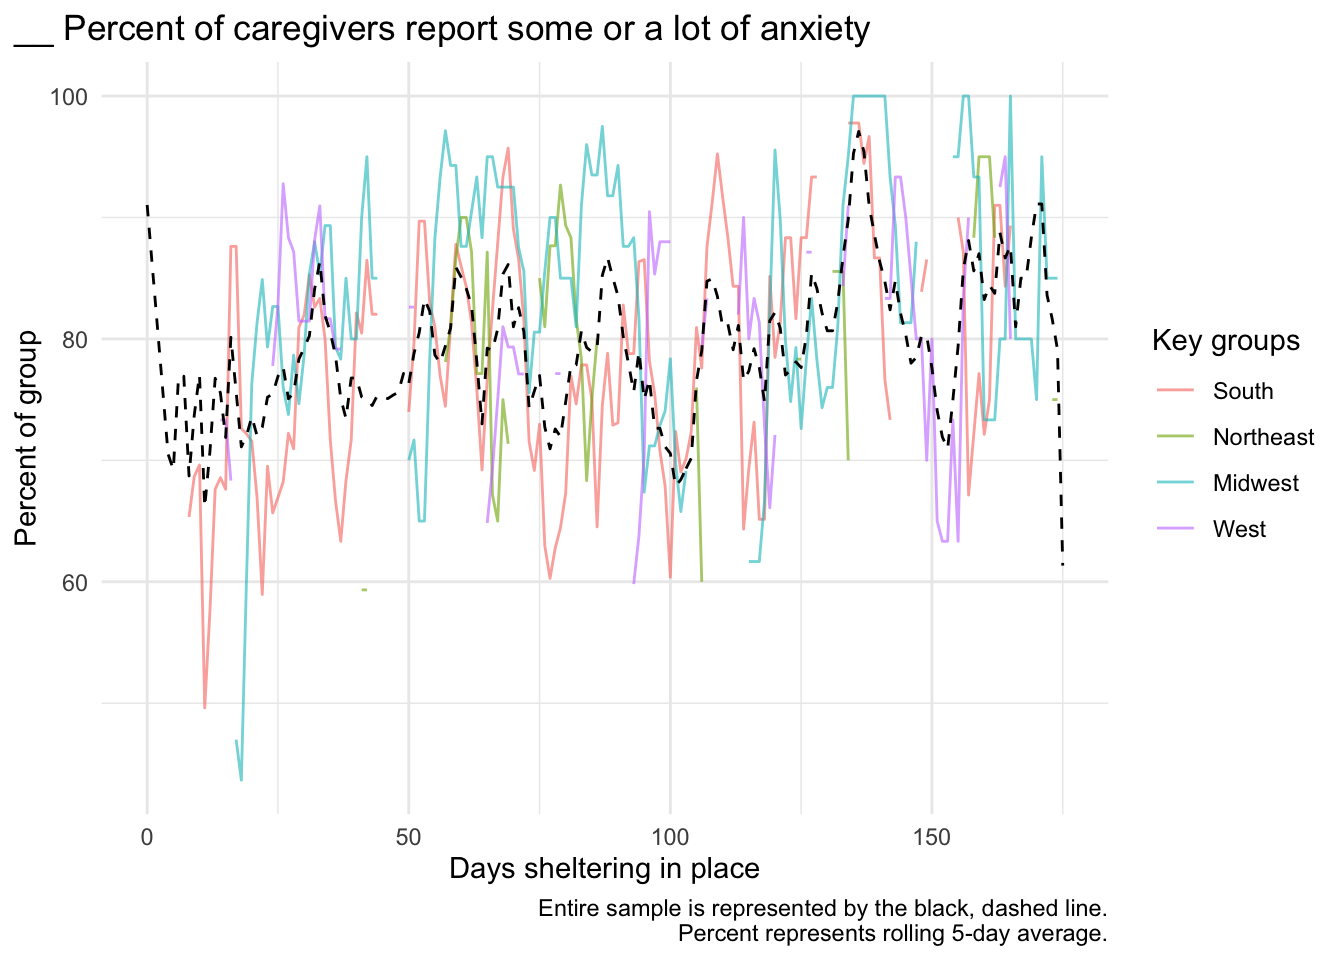 __ Percent of caregivers report some or a lot of anxiety
100
80
60
Percent of group
0 50 100 150
Days sheltering in place
Key groups
South
Northeast
Midwest
West
Entire sample is represented by the black, dashed line.
Percent represents rolling 5-day average.